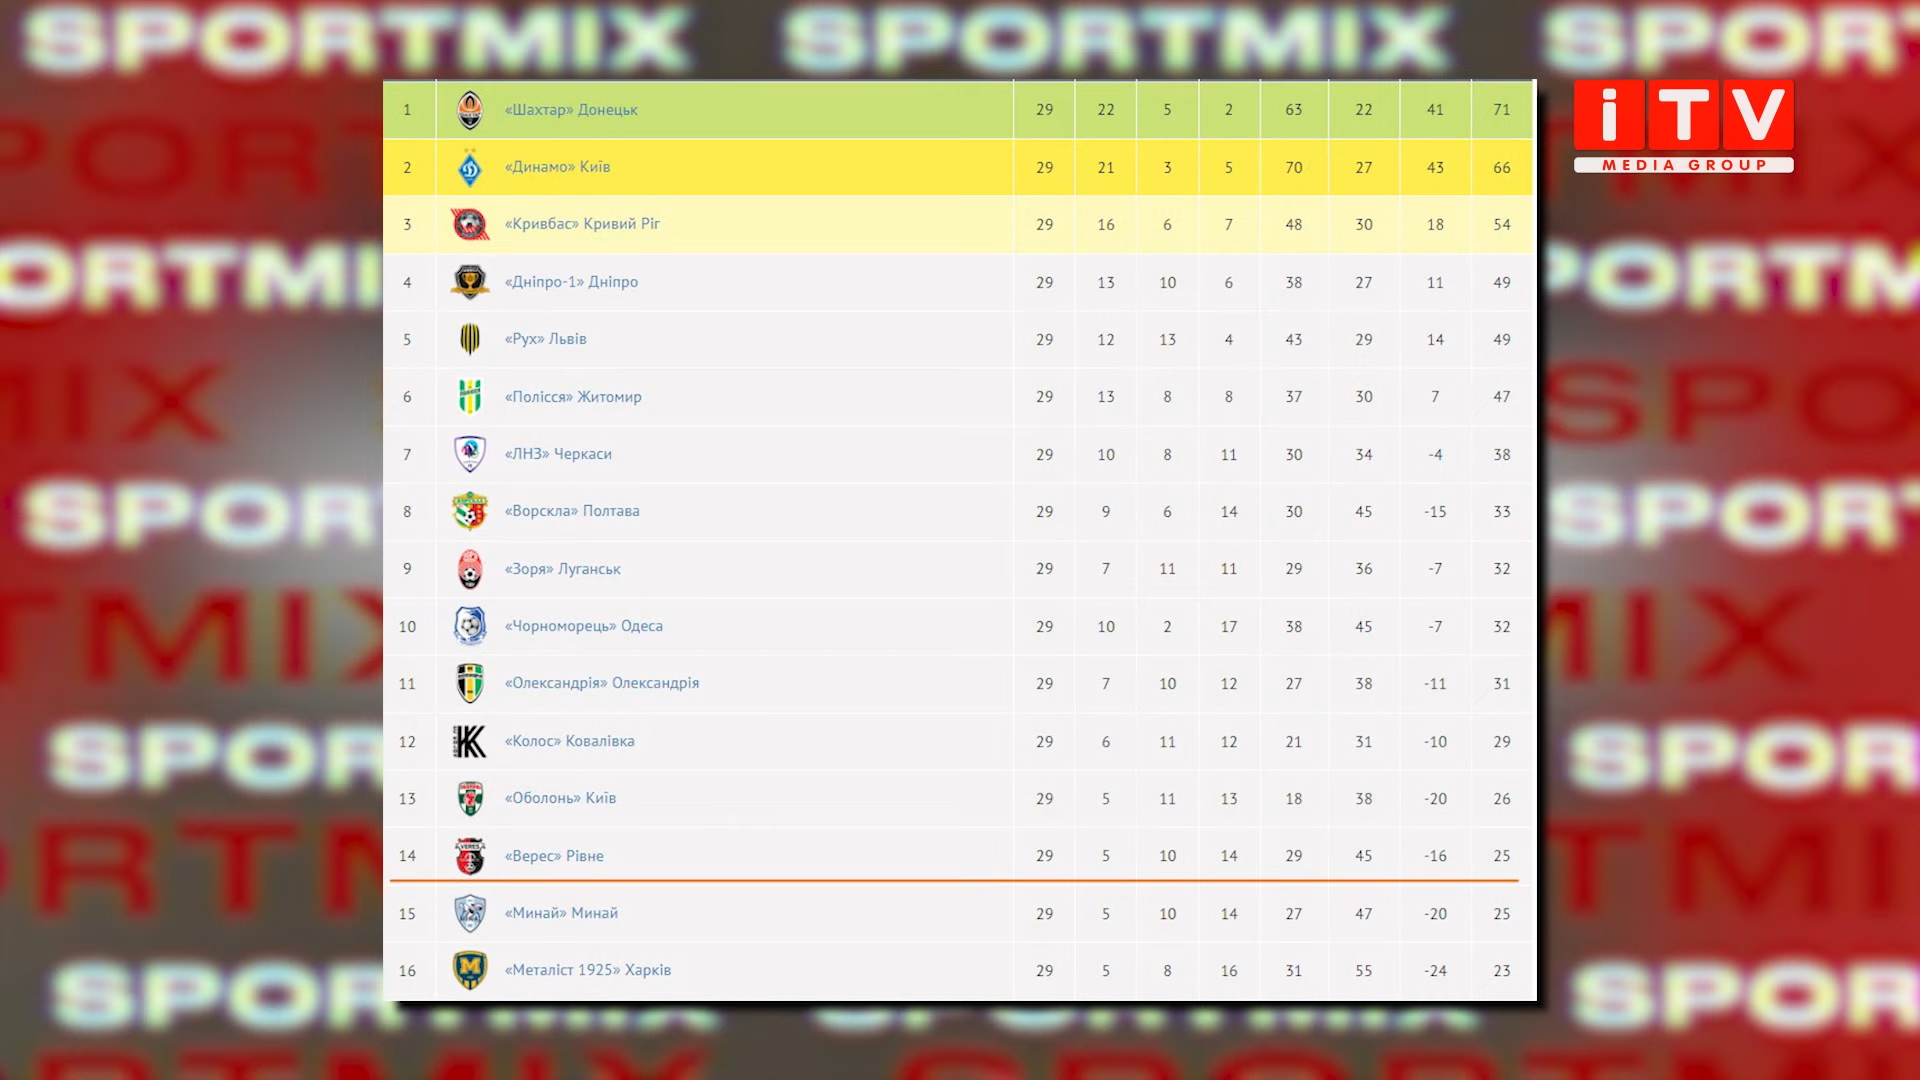 SPORTMIX SPORTMIX SPOR
1 «Шахтар» Донецьк 29 22 5 2 63 22 41 71
iTV
MEDIA GROUP
2 «Динамо» Київ 29 21 3 5 70 27 43 66
3 «Кривбас» Кривий Ріг 29 16 6 7 48 30 18 54
4 «Дніпро-1» Дніпро 29 13 10 6 38 27 11 49
5 «Рух» Львів 29 12 13 4 43 29 14 49
6 «Полісся» Житомир 29 13 8 8 37 30 7 47
7 «ЛНЗ» Черкаси 29 10 8 11 30 34 -4 38
8 «Ворскла» Полтава 29 9 6 14 30 45 -15 33
9 «Зоря» Луганськ 29 7 11 11 29 36 -7 32
10 «Чорноморець» Одеса 29 10 2 17 38 45 -7 32
11 «Олександрія» Олександрія 29 7 10 12 27 38 -11 31
12 «Колос» Ковалівка 29 6 11 12 21 31 -10 29
13 «Оболонь» Київ 29 5 11 13 18 38 -20 26
14 «Верес» Рівне 29 5 10 14 29 45 -16 25
15 «Минай» Минай 29 5 10 14 27 47 -20 25
16 «Металіст 1925» Харків 29 5 8 16 31 55 -24 23